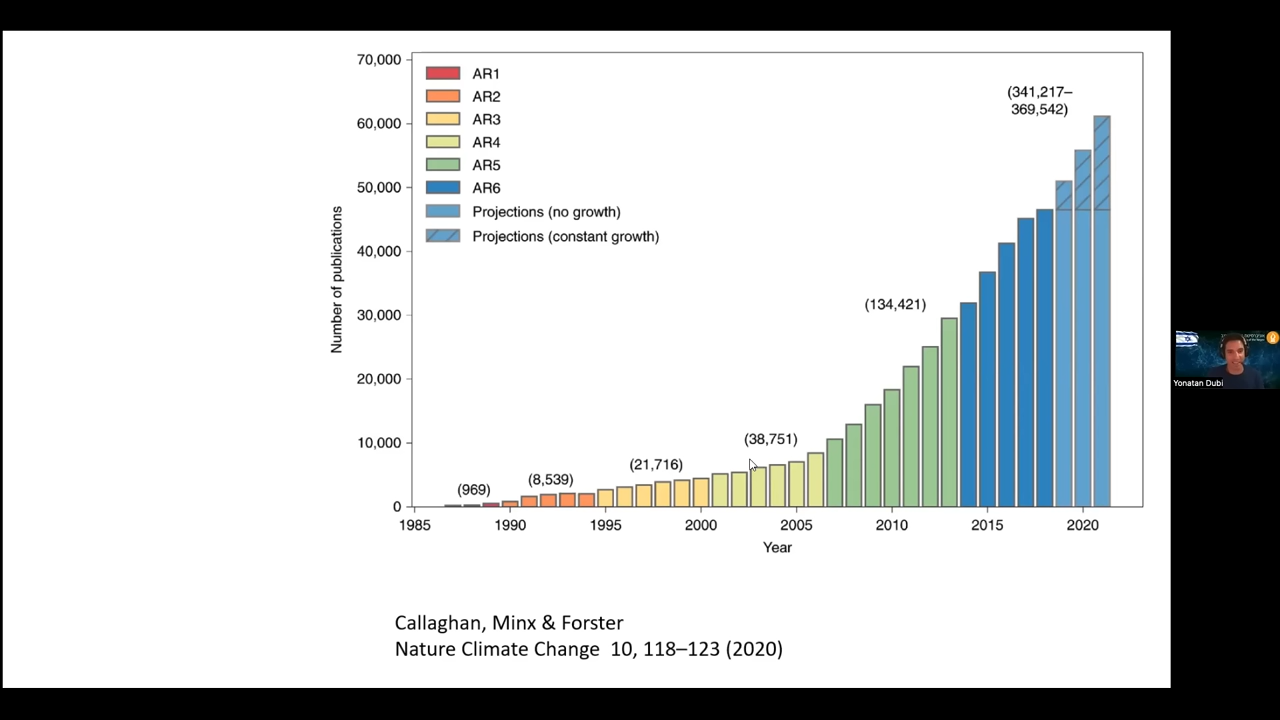 70,000
60,000
50,000
40,000
30,000
20,000
10,000
0
Number of publications
AR1
AR2
AR3
AR4
AR5
AR6
Projections (no growth)
Projections (constant growth)
(969)
(8,539)
(21,716)
(38,751)
(134,421)
(341,217–
369,542)
1985 1990 1995 2000 2005 2010 2015 2020
Year
Callaghan, Minx & Forster
Nature Climate Change 10, 118–123 (2020)
Yonatan Dubi